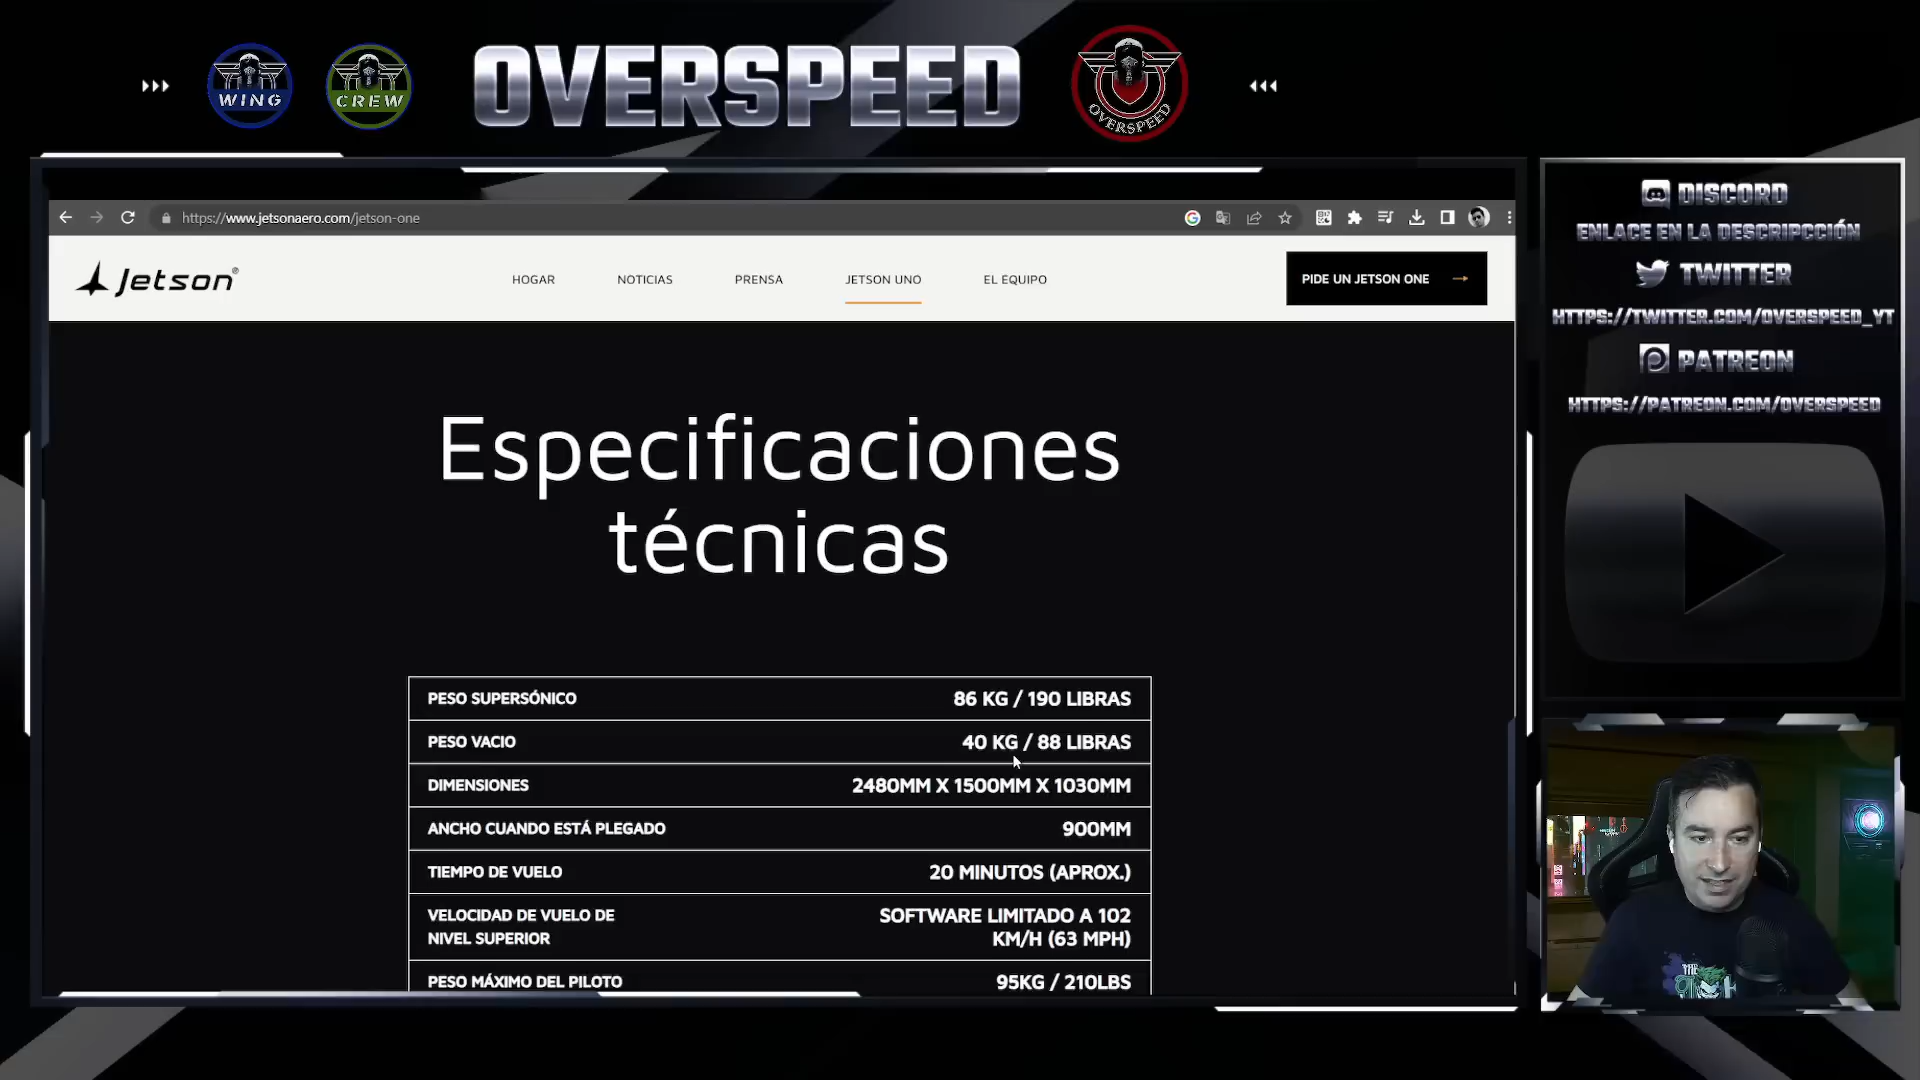 WING
CREW
OVERSPEED
OVERSPEED
https://www.jetsonaero.com/jetson-one
Jetson®
HOGAR
NOTICIAS
PRENSA
JETSON UNO
EL EQUIPO
PIDE UN JETSON ONE →
Especificaciones
técnicas
PESO SUPERSÓNICO 86 KG / 190 LIBRAS
PESO VACIO 40 KG / 88 LIBRAS
DIMENSIONES 2480MM X 1500MM X 1030MM
ANCHO CUANDO ESTÁ PLEGADO 900MM
TIEMPO DE VUELO 20 MINUTOS (APROX.)
VELOCIDAD DE VUELO DE SOFTWARE LIMITADO A 102
NIVEL SUPERIOR KM/H (63 MPH)
PESO MÁXIMO DEL PILOTO 95KG / 210LBS
DISCORD
ENLACE EN LA DESCRIPCCIÓN
TWITTER
HTTPS://TWITTER.COM/OVERSPEED_YT
PATREON
HTTPS://PATREON.COM/OVERSPEED